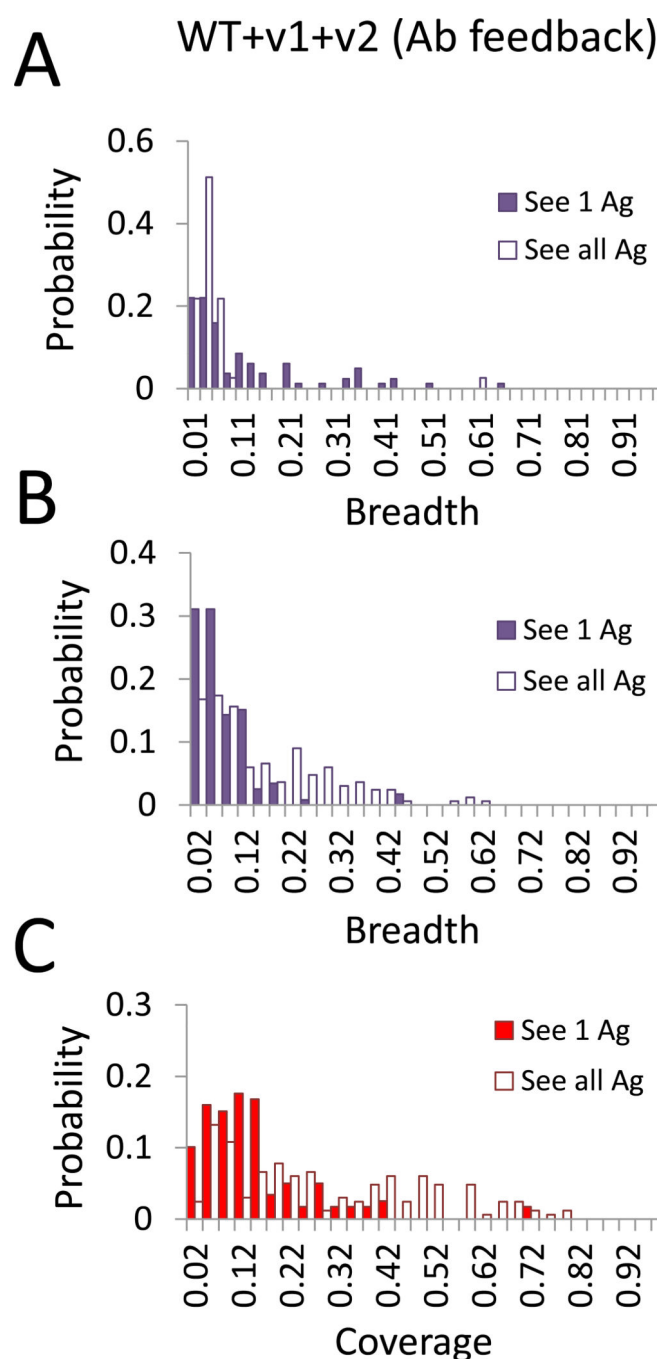 WT+v1+v2 (Ab feedback)
A
Probability
0.6
0.4
0.2
0
See 1 Ag
See all Ag
0.01 0.11 0.21 0.31 0.41 0.51 0.61 0.71 0.81 0.91
Breadth
B
Probability
0.4
0.3
0.2
0.1
0
See 1 Ag
See all Ag
0.02 0.12 0.22 0.32 0.42 0.52 0.62 0.72 0.82 0.92
Breadth
C
Probability
0.3
0.2
0.1
0
See 1 Ag
See all Ag
0.02 0.12 0.22 0.32 0.42 0.52 0.62 0.72 0.82 0.92
Coverage